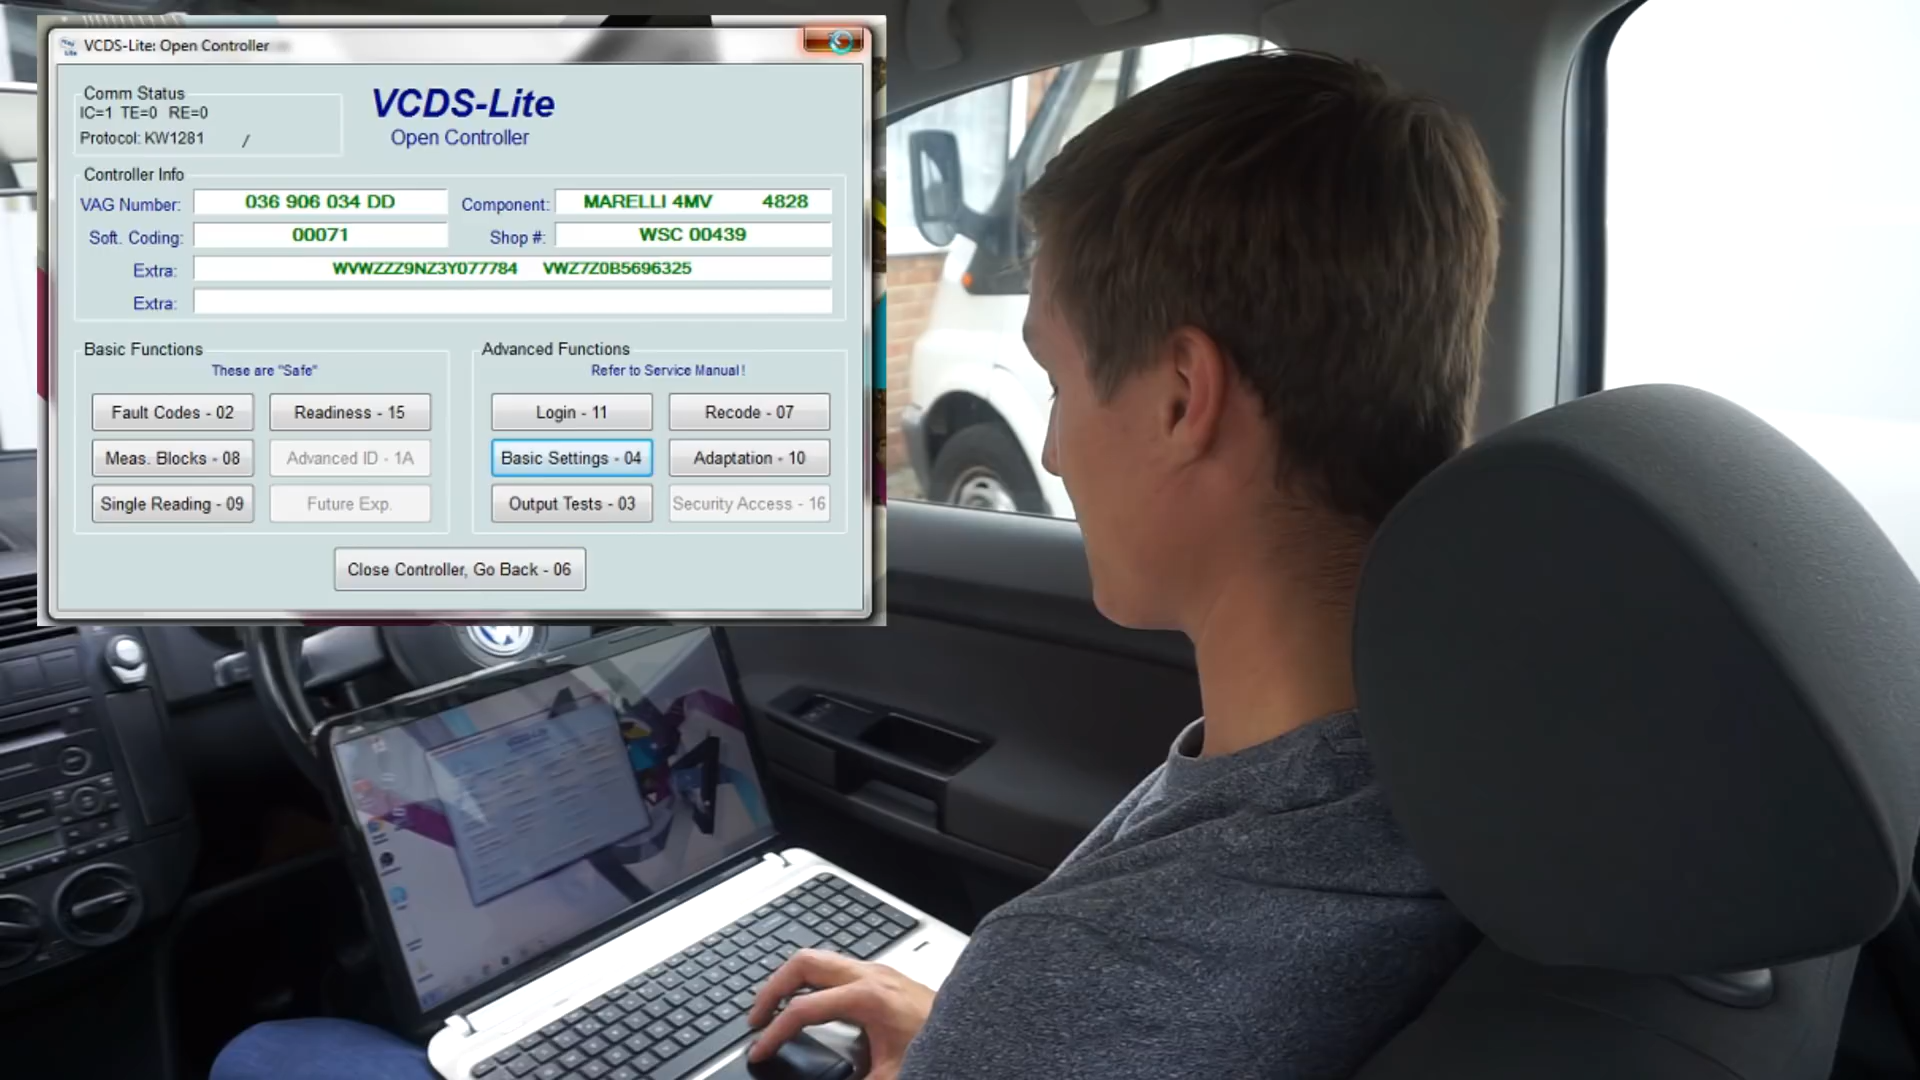 VCDS-Lite: Open Controller
Comm Status
IC=1 TE=0 RE=0
Protocol: KW1281 /
VCDS-Lite
Open Controller
Controller Info
VAG Number: 036 906 034 DD Component: MARELLI 4MV 4828
Soft. Coding: 00071 Shop #: WSC 00439
Extra: WVWZZZ9NZ3Y077784 VWZ7Z0B5696325
Extra:
Basic Functions
These are "Safe"
Fault Codes - 02 Readiness - 15
Meas. Blocks - 08 Advanced ID - 1A
Single Reading - 09 Future Exp.
Advanced Functions
Refer to Service Manual!
Login - 11 Recode - 07
Basic Settings - 04 Adaptation - 10
Output Tests - 03 Security Access - 16
Close Controller, Go Back - 06